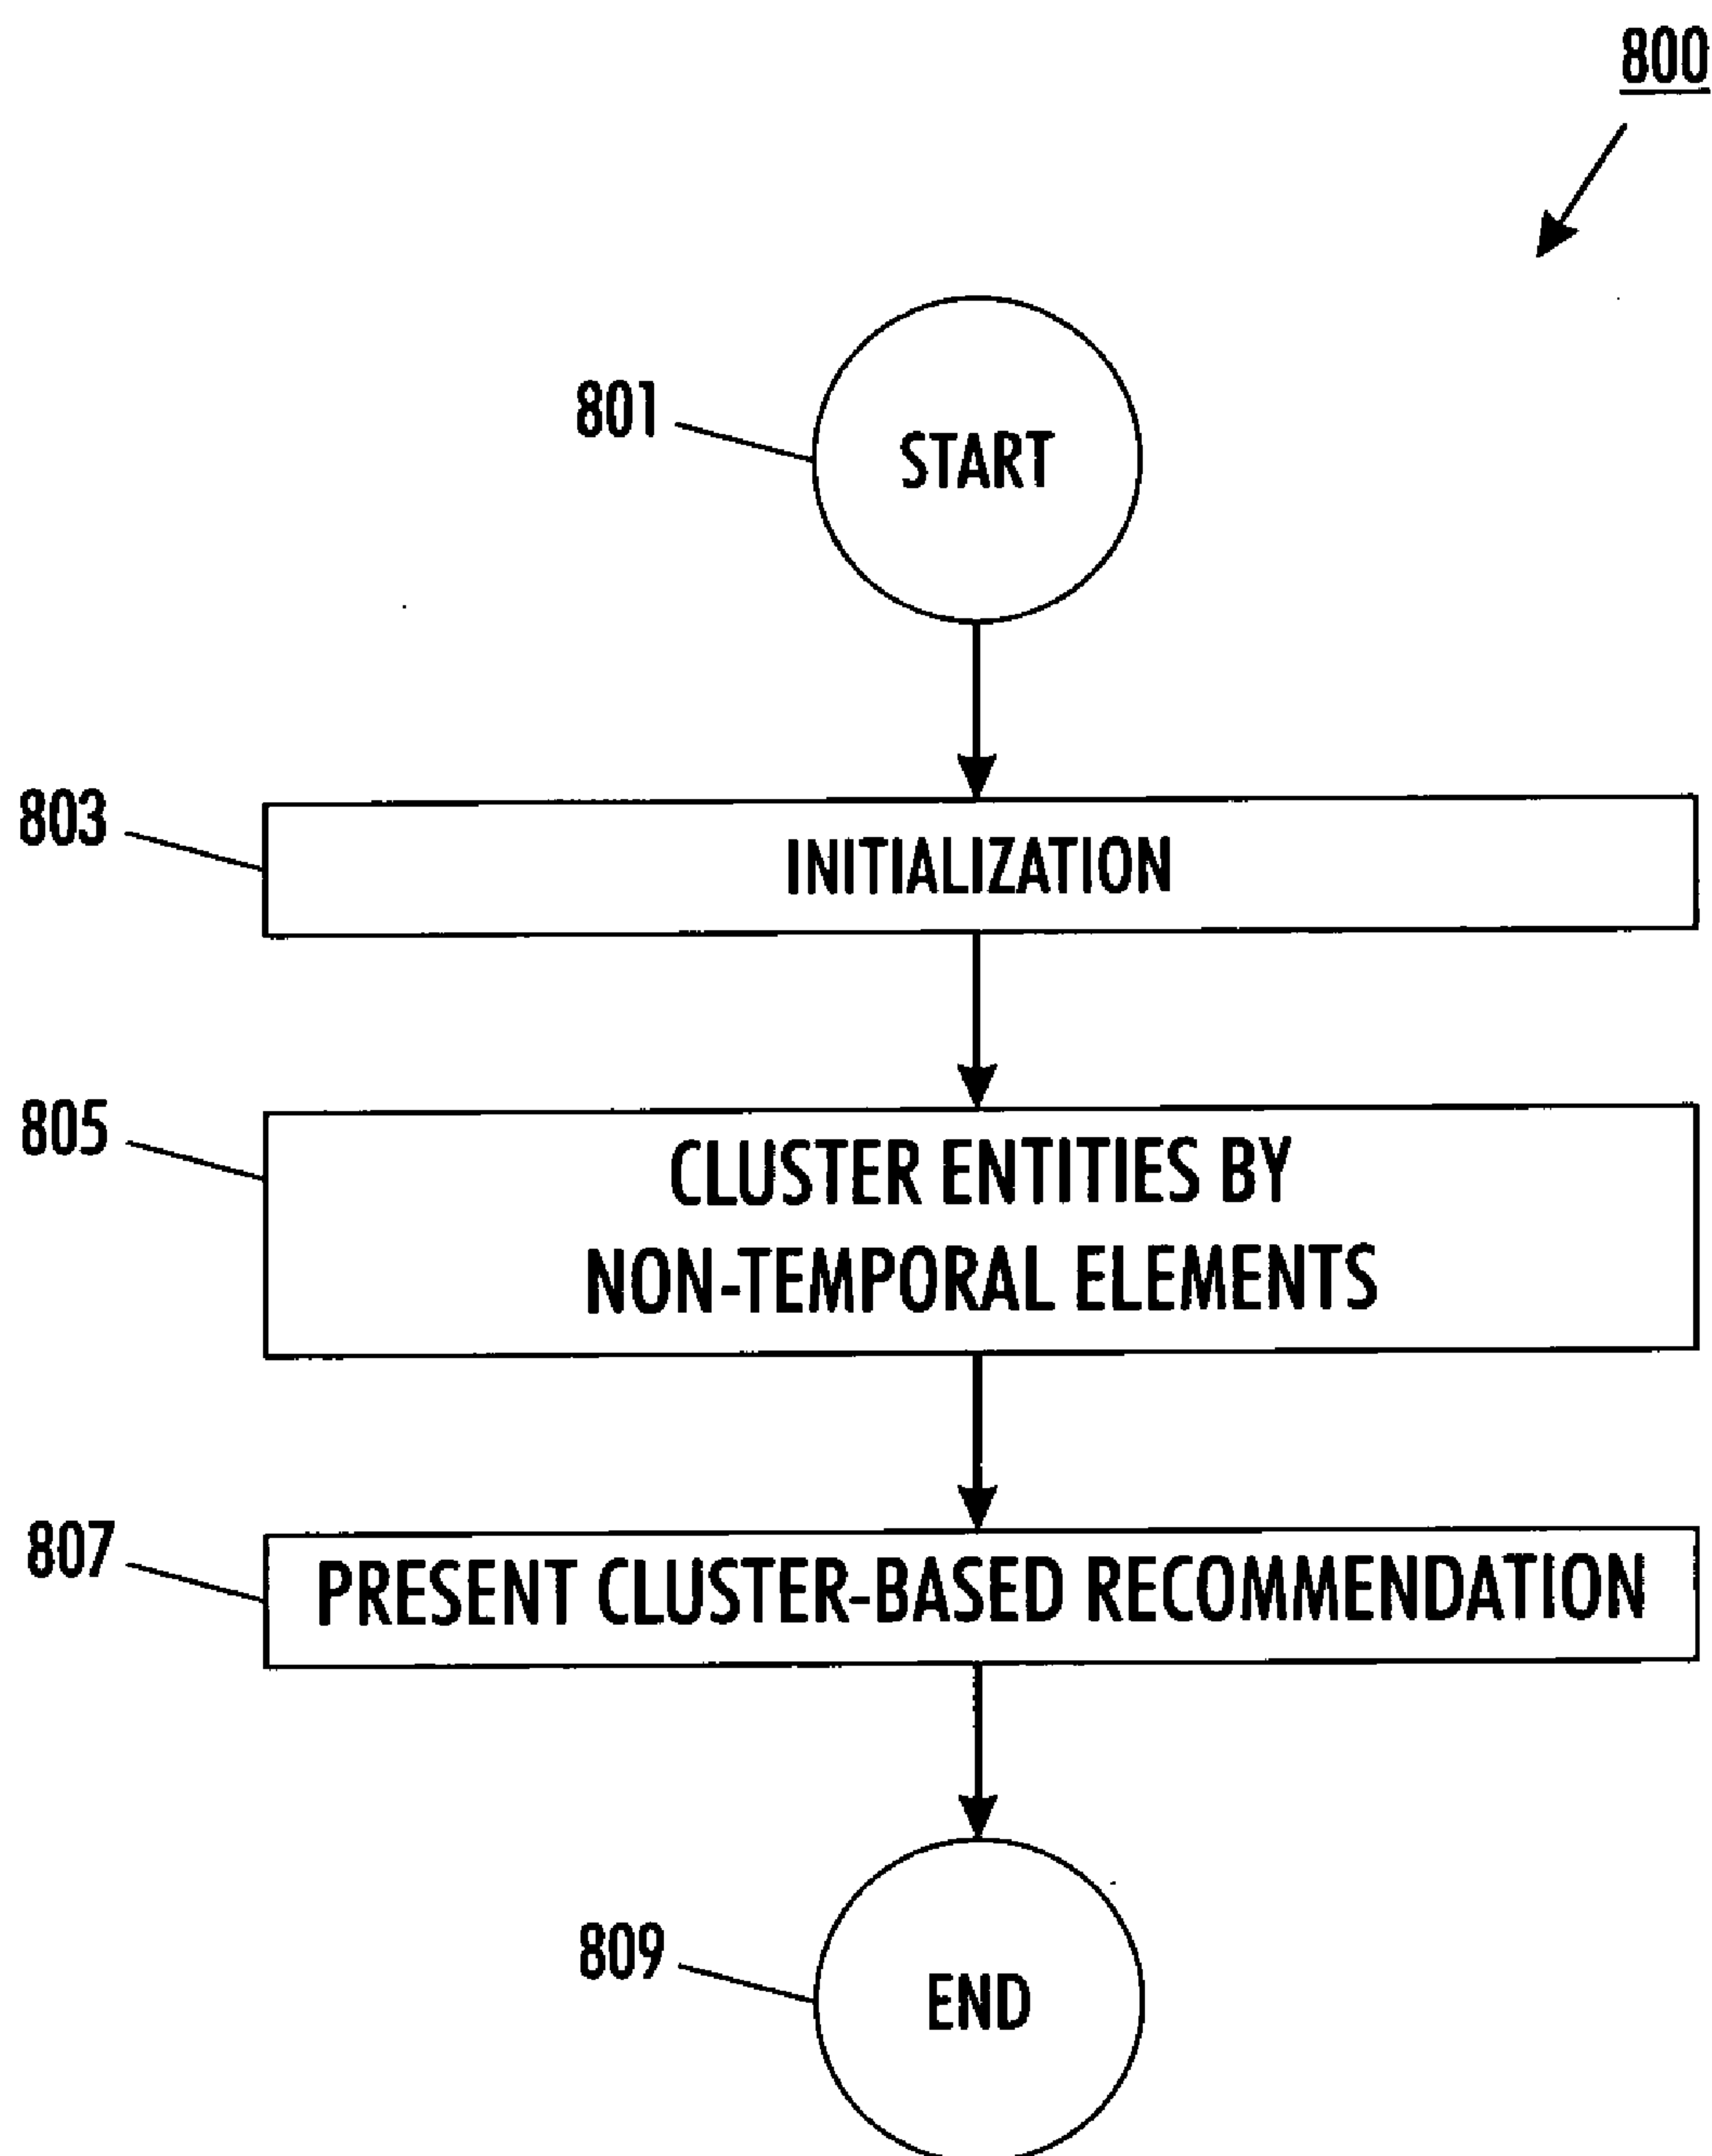 800
801
START
803
INITIALIZATION
805
CLUSTER ENTITIES BY
NON-TEMPORAL ELEMENTS
807
PRESENT CLUSTER-BASED RECOMMENDATION
809
END